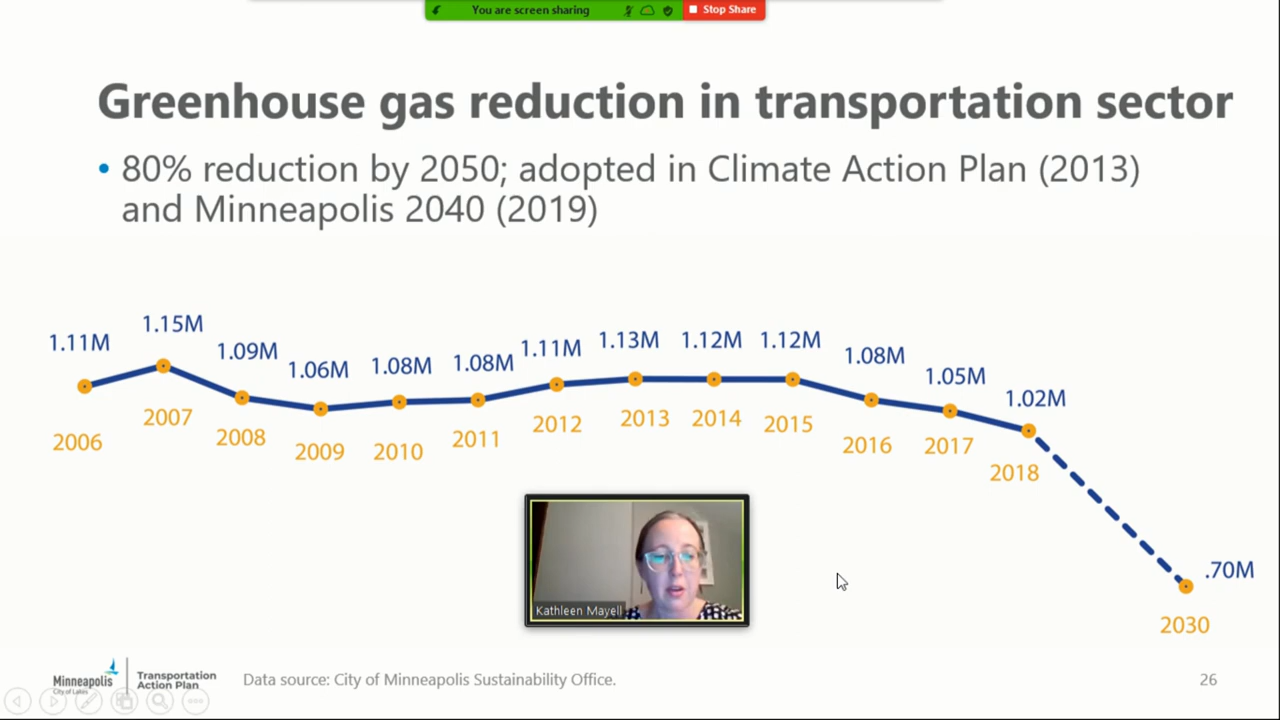 You are screen sharing
Stop Share
Greenhouse gas reduction in transportation sector
• 80% reduction by 2050; adopted in Climate Action Plan (2013)
and Minneapolis 2040 (2019)
1.11M
1.15M
1.09M
1.06M
1.08M
1.08M
1.11M
1.13M
1.12M
1.12M
1.08M
1.05M
1.02M
.70M
2006
2007
2008
2009
2010
2011
2012
2013
2014
2015
2016
2017
2018
2030
Kathleen Mayell
Minneapolis
City of Lakes
Transportation
Action Plan
Data source: City of Minneapolis Sustainability Office.
26